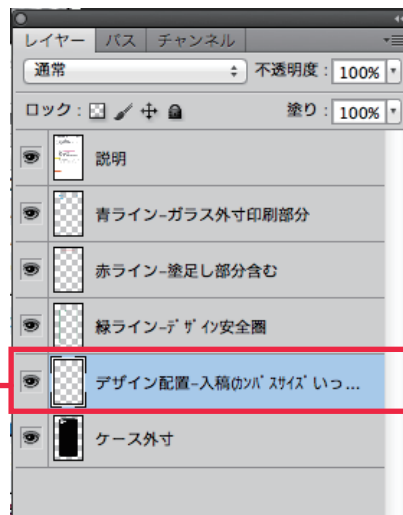 レイヤー パス チャンネル
通常 不透明度 : 100%
ロック : 塗り : 100%
説明
青ライン-ガラス外寸印刷部分
赤ライン-塗足し部分含む
緑ライン-ﾃﾞｻﾞｲﾝ安全圏
デザイン配置-入稿(ｶﾝﾊﾞｽｻｲｽﾞいっ...
ケース外寸